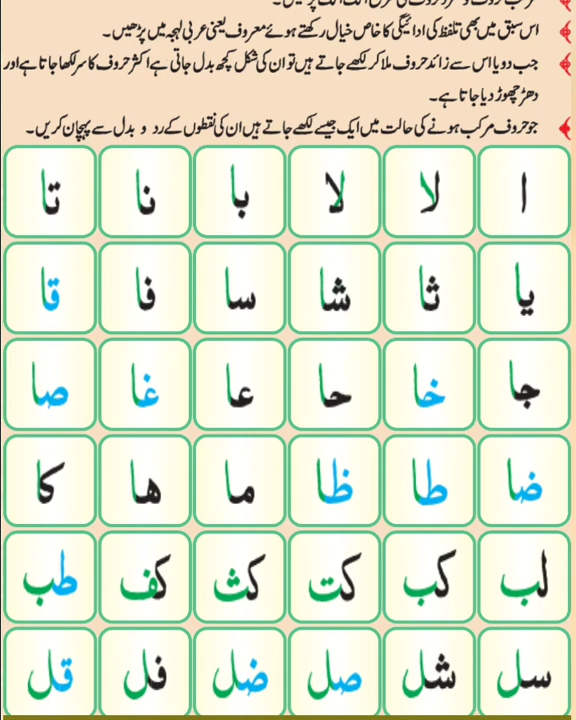 اس سبق میں بھی تلفظ کی ادائیگی کا خاص خیال رکھتے ہوئے معروف یعنی عربی لہجہ میں پڑھیں۔
جب دو یا اس سے زائد حروف ملا کر لکھے جاتے ہیں تو ان کی شکل کچھ بدل جاتی ہے اکثر حروف کا سر لکھا جاتا ہے اور
دھڑ چھوڑ دیا جاتا ہے۔
جو حروف مرکب ہونے کی حالت میں ایک جیسے لکھے جاتے ہیں ان کی نقطوں کے رد و بدل سے پہچان کریں۔
ا لا لا با نا تا
یا ثا شا سا فا قا
جا خا حا عا غا صا
ضا طا ظا ما ها کا
لب کب کت کث کف طب
سل شل صل ضل فل قل